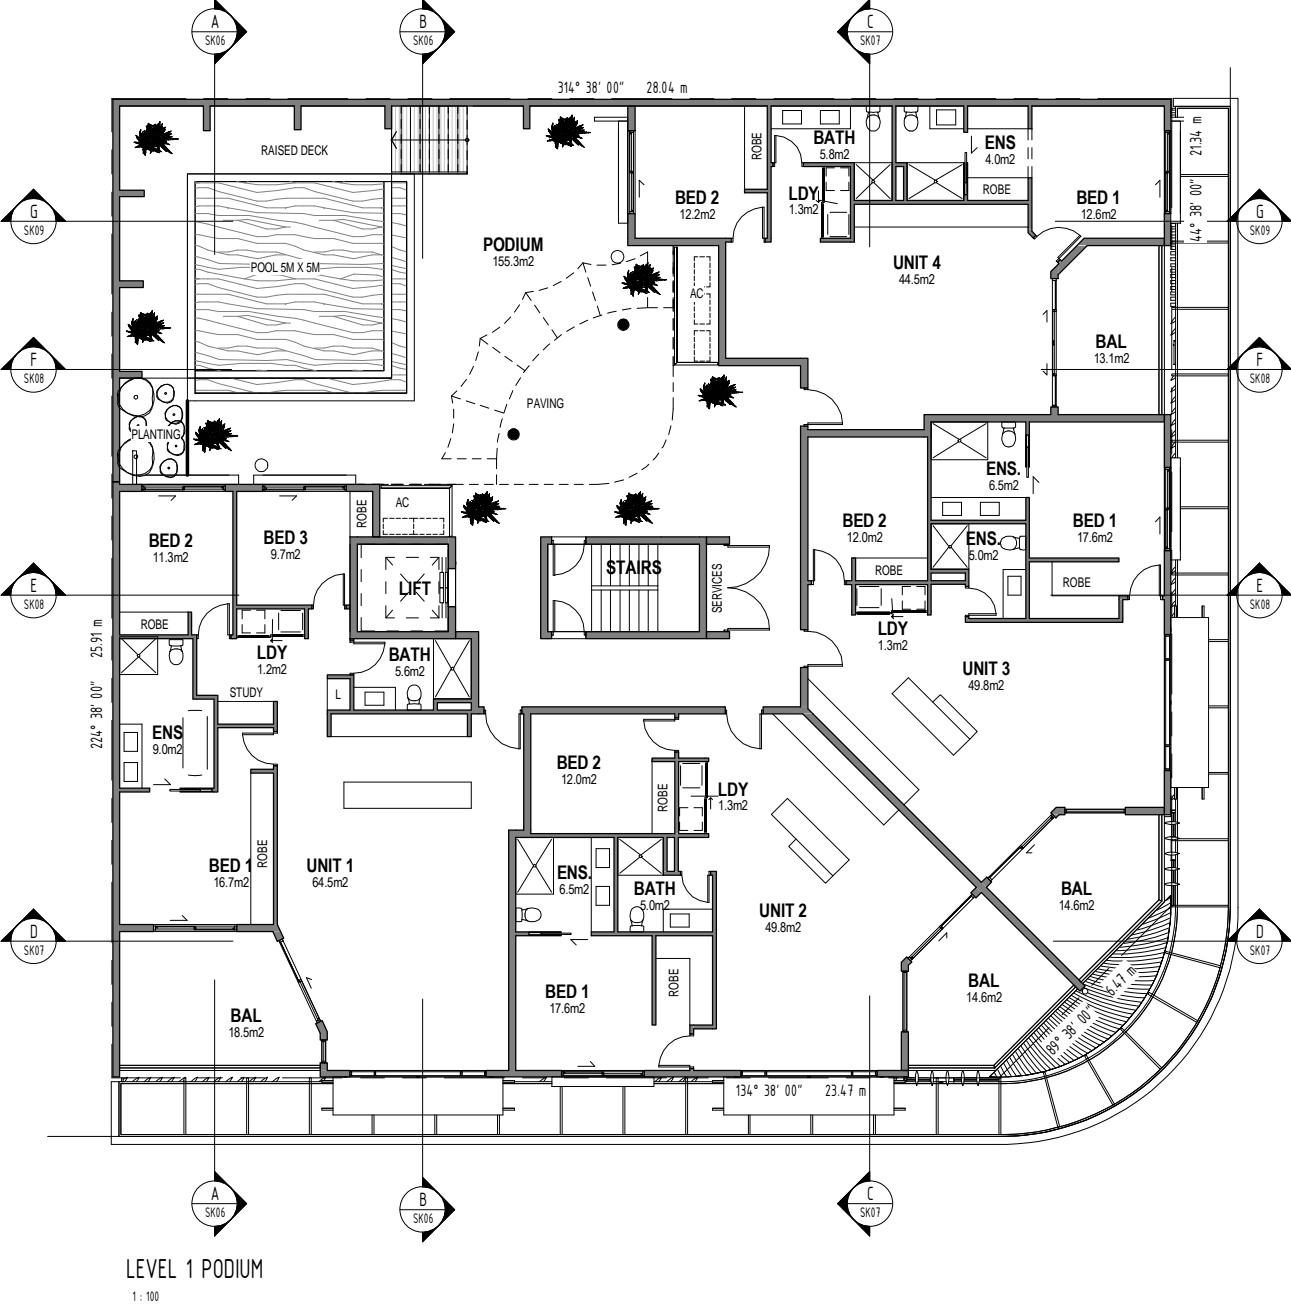 A
SK06
B
SK06
C
SK07
314° 38' 00" 28.04 m
21.34 m
44° 38' 00"
RAISED DECK
ROBE
BATH
5.8m2
ENS
4.0m2
ROBE
BED 2
12.2m2
LDY
1.3m2
BED 1
12.6m2
G
SK09
G
SK09
PODIUM
155.3m2
POOL 5M X 5M
UNIT 4
44.5m2
AC
BAL
13.1m2
F
SK08
F
SK08
PAVING
PLANTING
ENS.
6.5m2
BED 2
11.3m2
BED 3
9.7m2
ROBE
AC
BED 2
12.0m2
BED 1
17.6m2
ENS.
5.0m2
STAIRS
SERVICES
ROBE
ROBE
LIFT
E
SK08
E
SK08
ROBE
LDY
1.2m2
BATH
5.6m2
LDY
1.3m2
25.91 m
224° 38' 00"
STUDY
L
UNIT 3
49.8m2
ENS
9.0m2
BED 2
12.0m2
ROBE
LDY
1.3m2
BED 1
16.7m2
ROBE
UNIT 1
64.5m2
ENS.
6.5m2
BATH
5.0m2
BAL
14.6m2
UNIT 2
49.8m2
D
SK07
D
SK07
BED 1
17.6m2
ROBE
BAL
14.6m2
6.47 m
89° 38' 00"
BAL
18.5m2
134° 38' 00" 23.47 m
A
SK06
B
SK06
C
SK07
LEVEL 1 PODIUM
1 : 100